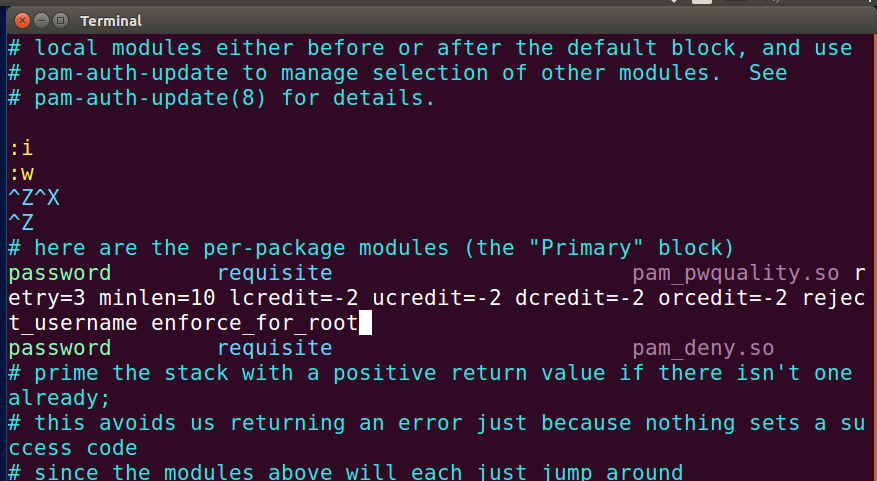 Terminal
# local modules either before or after the default block, and use
# pam-auth-update to manage selection of other modules.  See
# pam-auth-update(8) for details.
:i
:w
^Z^X
^Z
# here are the per-package modules (the "Primary" block)
password        requisite                       pam_pwquality.so r
etry=3 minlen=10 lcredit=-2 ucredit=-2 dcredit=-2 orcedit=-2 rejec
t_username enforce_for_root
password        requisite                       pam_deny.so
# prime the stack with a positive return value if there isn't one
already;
# this avoids us returning an error just because nothing sets a su
ccess code
# since the modules above will each just jump around